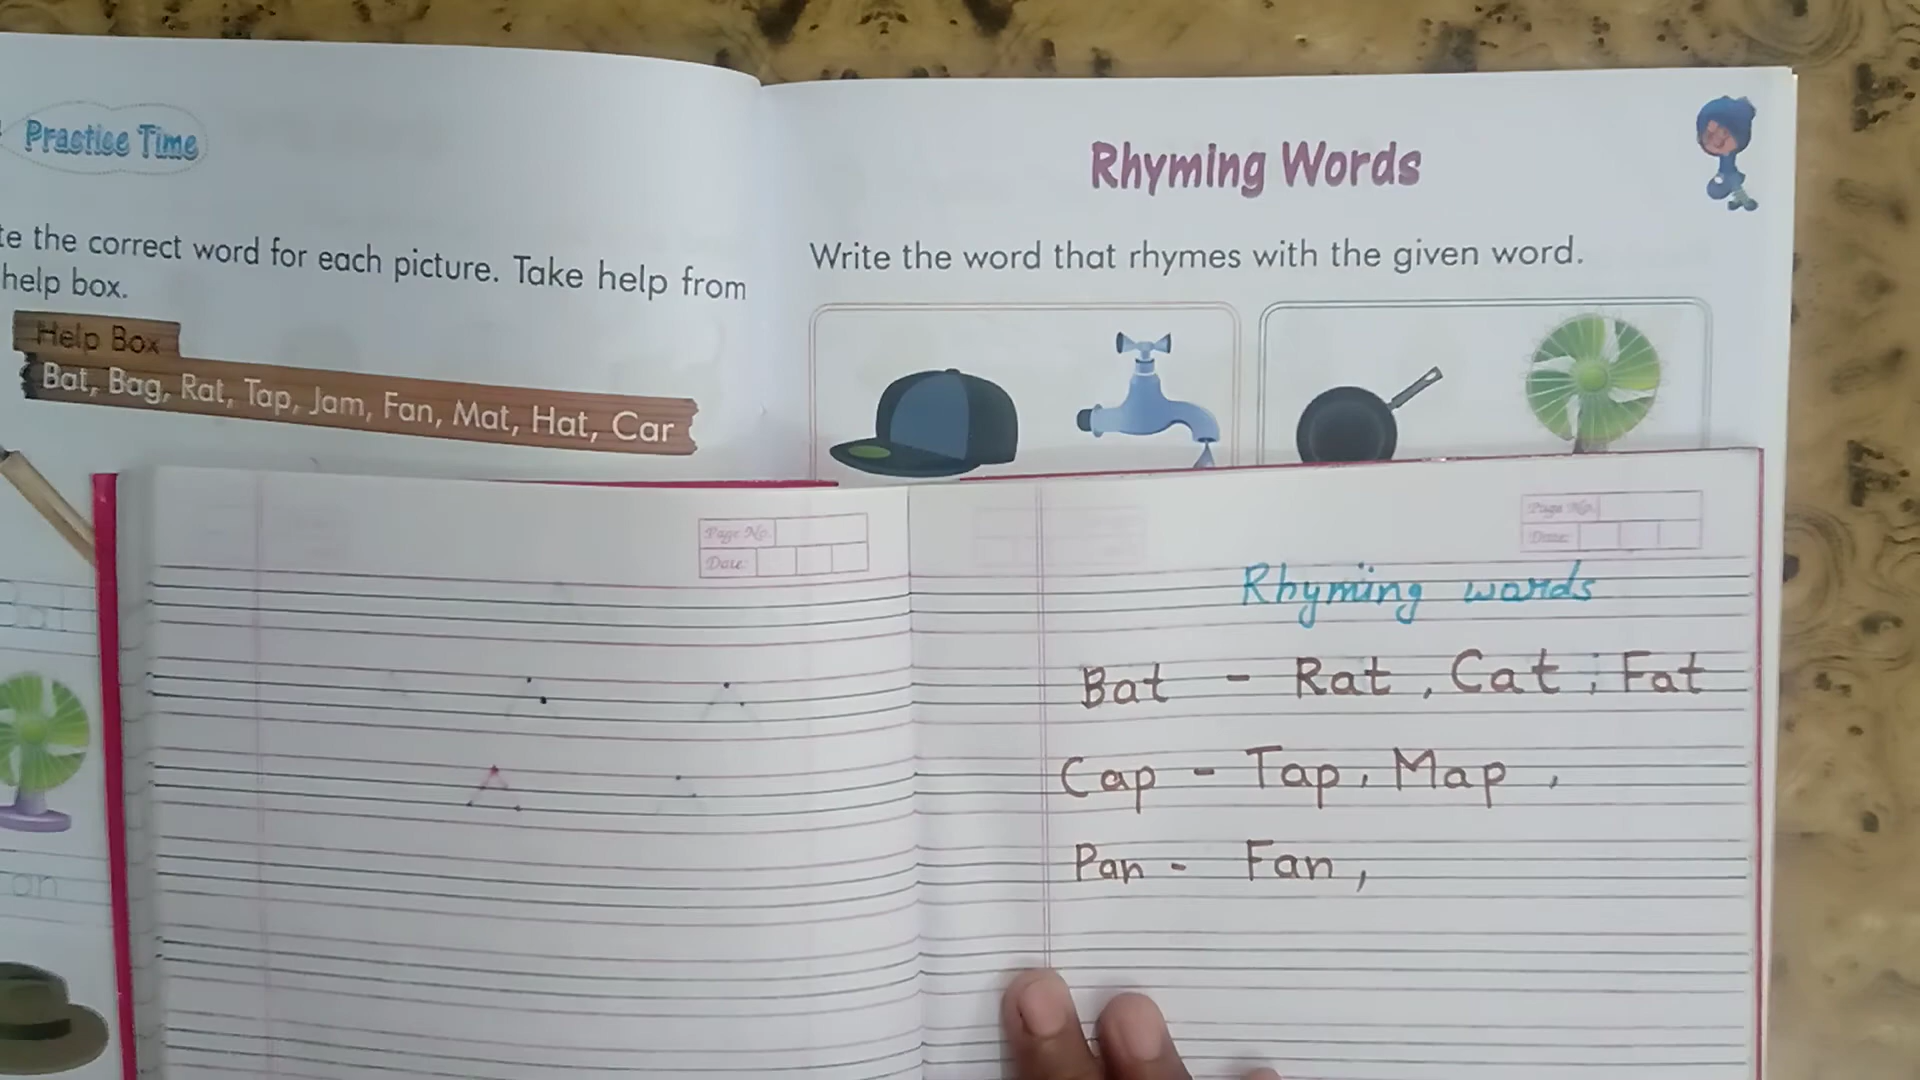 Practice Time
te the correct word for each picture. Take help from
help box.
Help Box
Bat, Bag, Rat, Tap, Jam, Fan, Mat, Hat, Car
Rhyming Words
Write the word that rhymes with the given word.
Page No.
Date:
Page No.
Date:
Rhyming words
Bat - Rat, Cat, Fat
Cap - Tap, Map,
Pan - Fan,
Bat
an